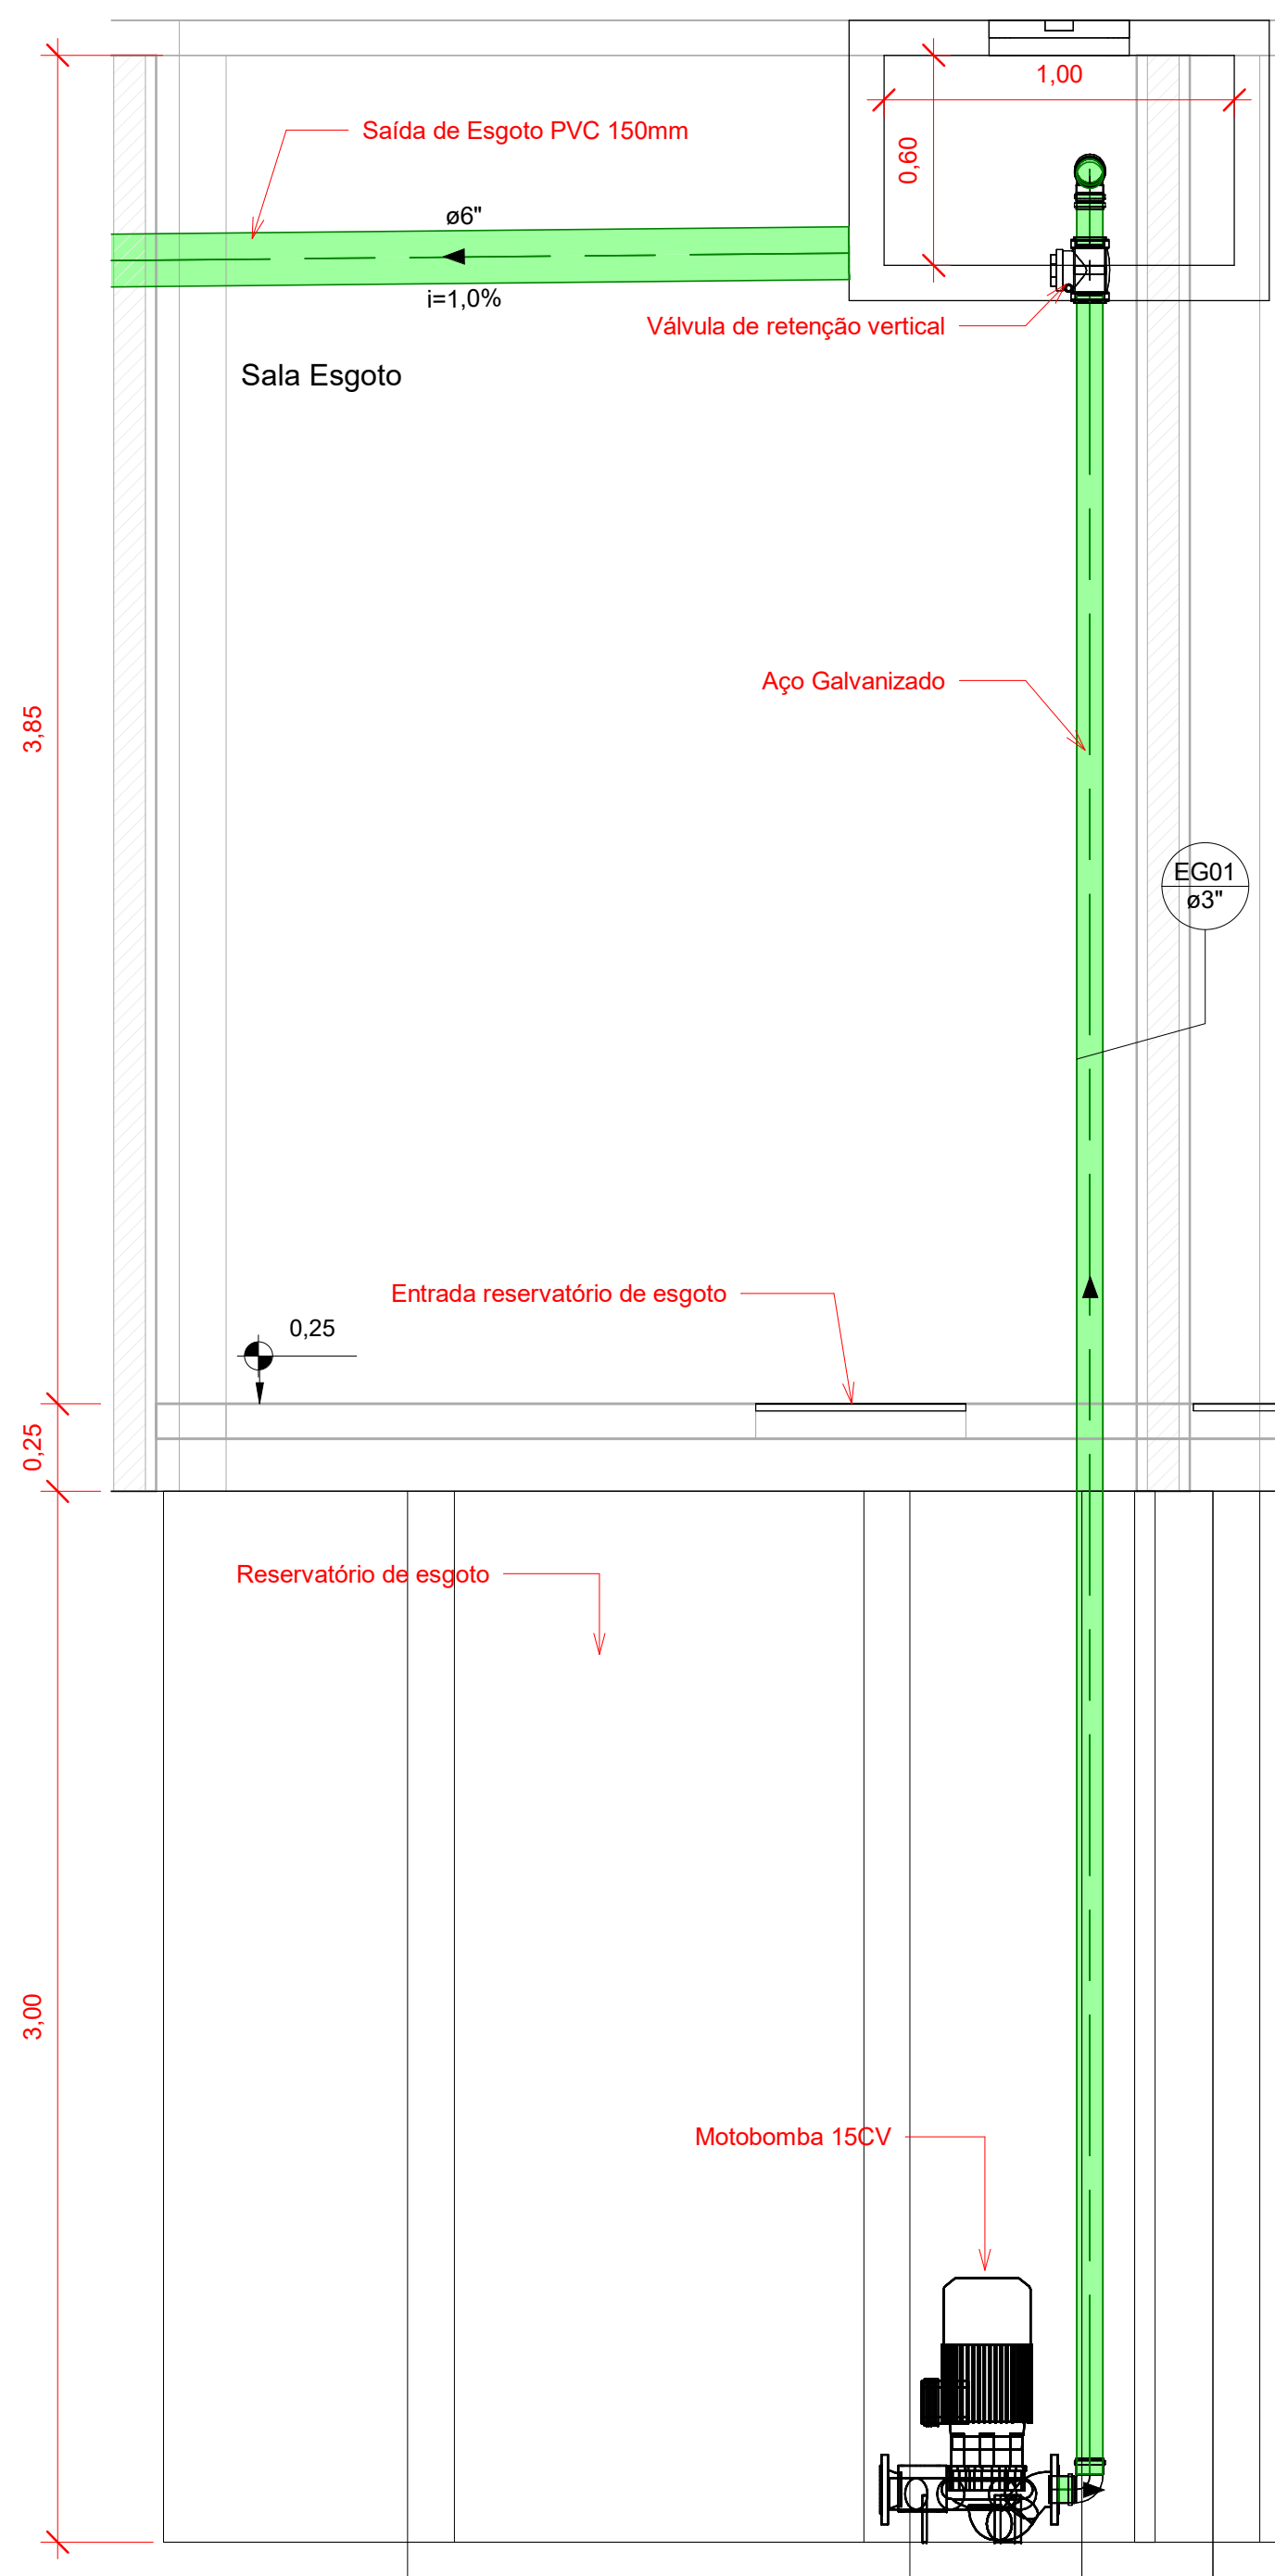 1,00
Saída de Esgoto PVC 150mm
0,60
ø6"
i=1,0%
Válvula de retenção vertical
Sala Esgoto
Aço Galvanizado
3,85
EG01
ø3"
Entrada reservatório de esgoto
0,25
0,25
Reservatório de esgoto
3,00
Motobomba 15CV